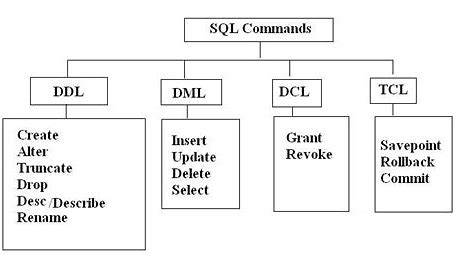 SQL Commands
DDL
DML
DCL
TCL
Create
Alter
Truncate
Drop
Desc /Describe
Rename
Insert
Update
Delete
Select
Grant
Revoke
Savepoint
Rollback
Commit